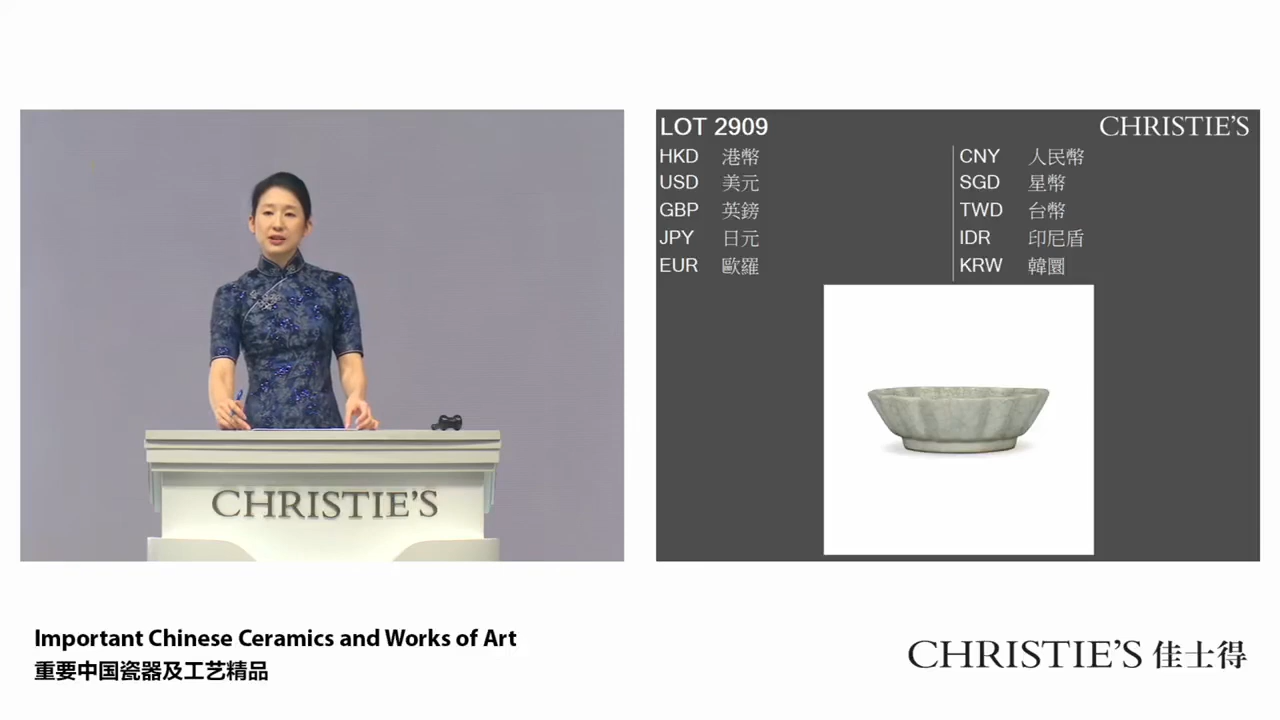 CHRISTIE'S
LOT 2909
CHRISTIE'S
HKD 港幣
USD 美元
GBP 英鎊
JPY 日元
EUR 歐羅
CNY 人民幣
SGD 星幣
TWD 台幣
IDR 印尼盾
KRW 韓圜
Important Chinese Ceramics and Works of Art
重要中国瓷器及工艺精品
CHRISTIE'S 佳士得